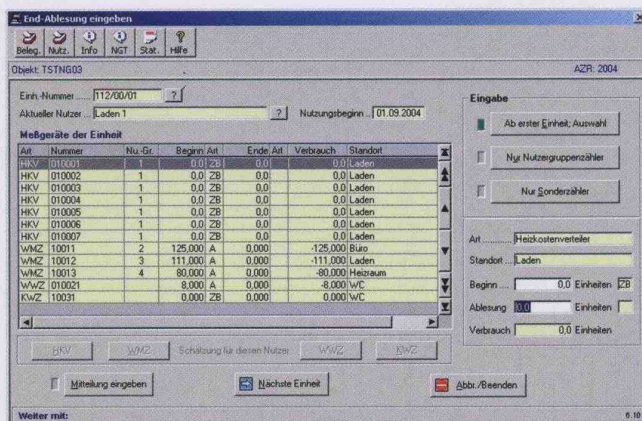 End-Ablesung eingeben
Beleg. Nutz. Info NGT Stat. Hilfe
Objekt: TSTNG03 AZR: 2004
Einh.-Nummer ..... 112/00/01 ?
Aktueller Nutzer .. Laden 1 ? Nutzungsbeginn .. 01.09.2004
Meßgeräte der Einheit
Art Nummer Nu.-Gr. Beginn Art Ende Art Verbrauch Standort
HKV 010001 1 0,0 ZB 0,0 0,0 Laden
HKV 010002 1 0,0 ZB 0,0 0,0 Laden
HKV 010003 1 0,0 ZB 0,0 0,0 Laden
HKV 010004 1 0,0 ZB 0,0 0,0 Laden
HKV 010005 1 0,0 ZB 0,0 0,0 Laden
HKV 010006 1 0,0 ZB 0,0 0,0 Laden
HKV 010007 1 0,0 ZB 0,0 0,0 Laden
WMZ 10011 2 125,000 A 0,000 -125,000 Büro
WMZ 10012 3 111,000 A 0,000 -111,000 Laden
WMZ 10013 4 80,000 A 0,000 -80,000 Heizraum
WWZ 010021 8,000 A 0,000 -8,000 WC
KWZ 10031 0,000 ZB 0,000 0,000 WC
HKV WMZ Schätzung für diesen Nutzer WWZ KWZ
Mitteilung eingeben Nächste Einheit Abbr./Beenden
Eingabe
Ab erster Einheit; Auswahl
Nur Nutzergruppenzähler
Nur Sonderzähler
Art ........... Heizkostenverteiler
Standort ... Laden
Beginn .... 0,0 Einheiten ZB
Ablesung 0,0 Einheiten
Verbrauch 0,0 Einheiten
Weiter mit: 6.10